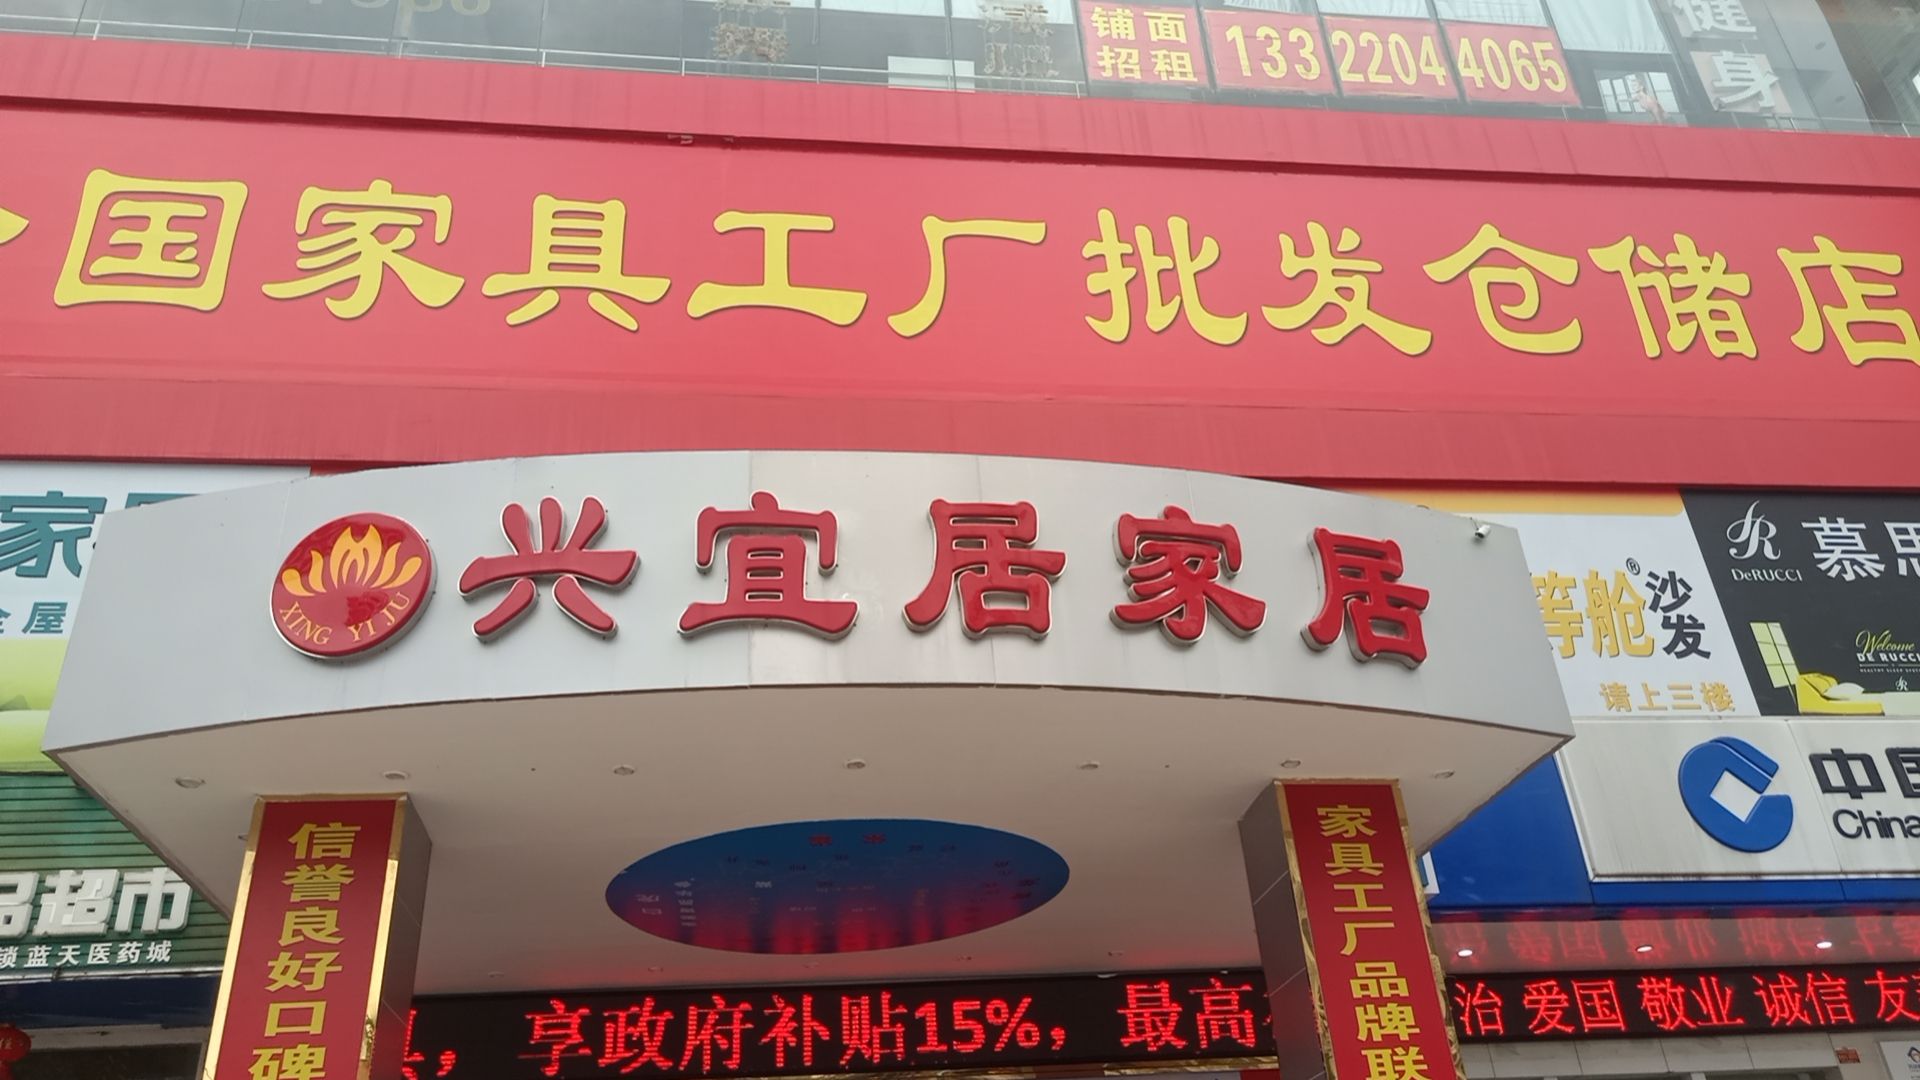 铺面
招租
133 2204 4065
健身
国家具工厂批发仓储店
兴宜居家居
XING YI JU
家
全屋
等舱®沙发
请上三楼
DeRUCCI
慕思
Welcome
DE RUCCI
中国
China
品超市
锁蓝天医药城
信誉良好口碑
家具工厂品牌联
，享政府补贴15%，最高
治 爱国 敬业 诚信 友